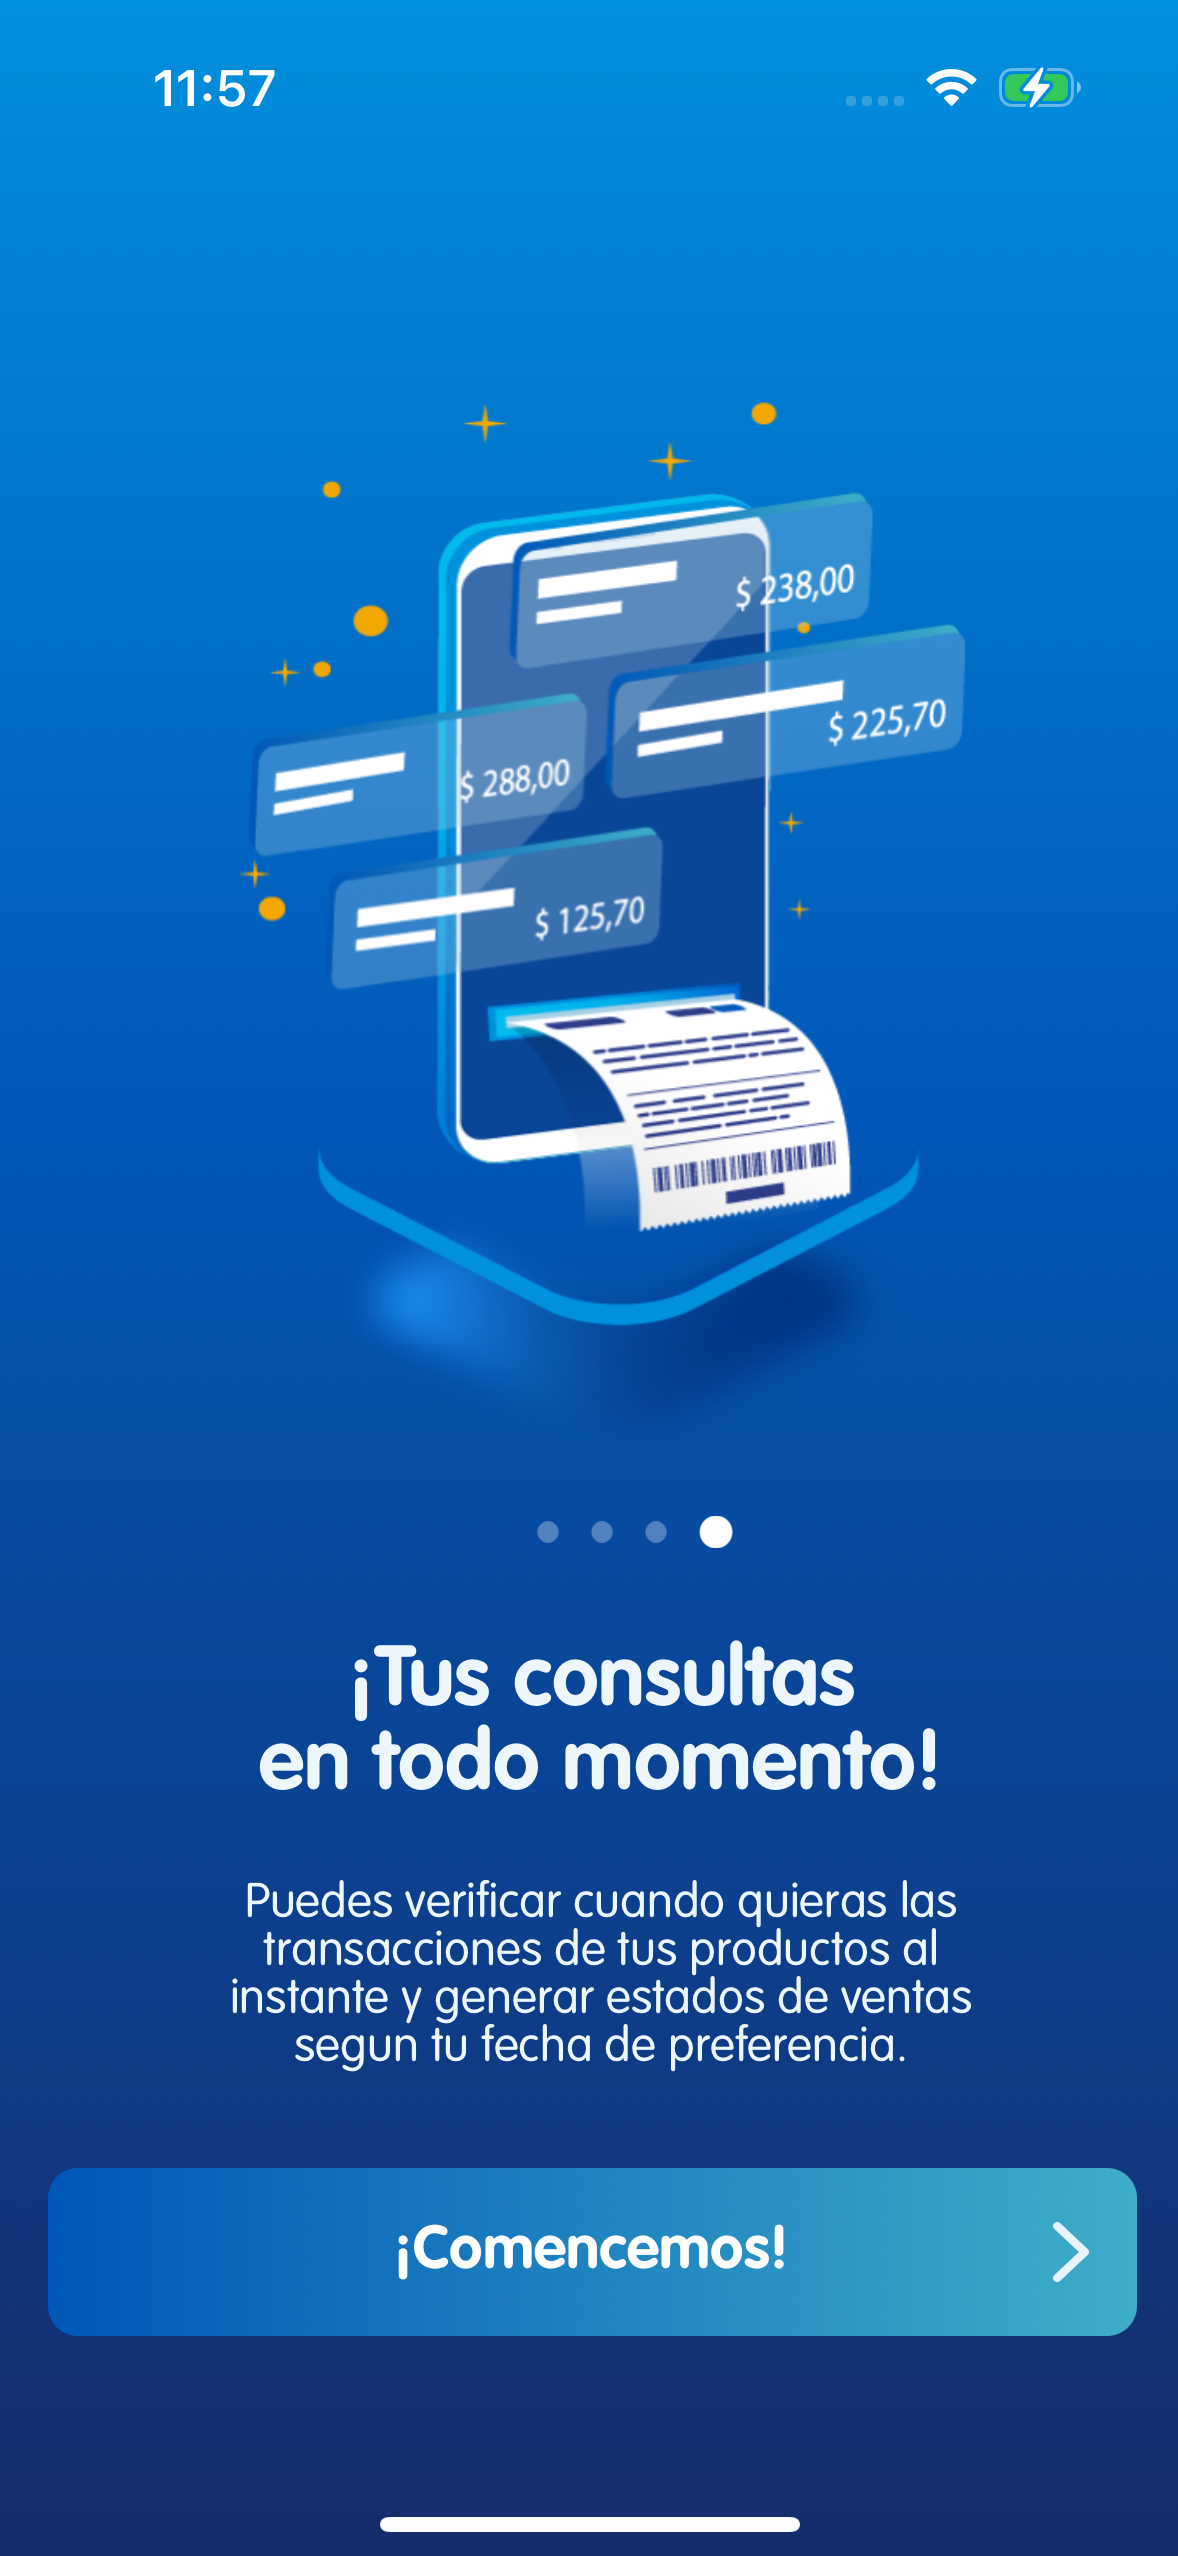 11:57
$ 238,00
$ 225,70
$ 288,00
$ 125,70
¡Tus consultas
en todo momento!
Puedes verificar cuando quieras las
transacciones de tus productos al
instante y generar estados de ventas
segun tu fecha de preferencia.
¡Comencemos!